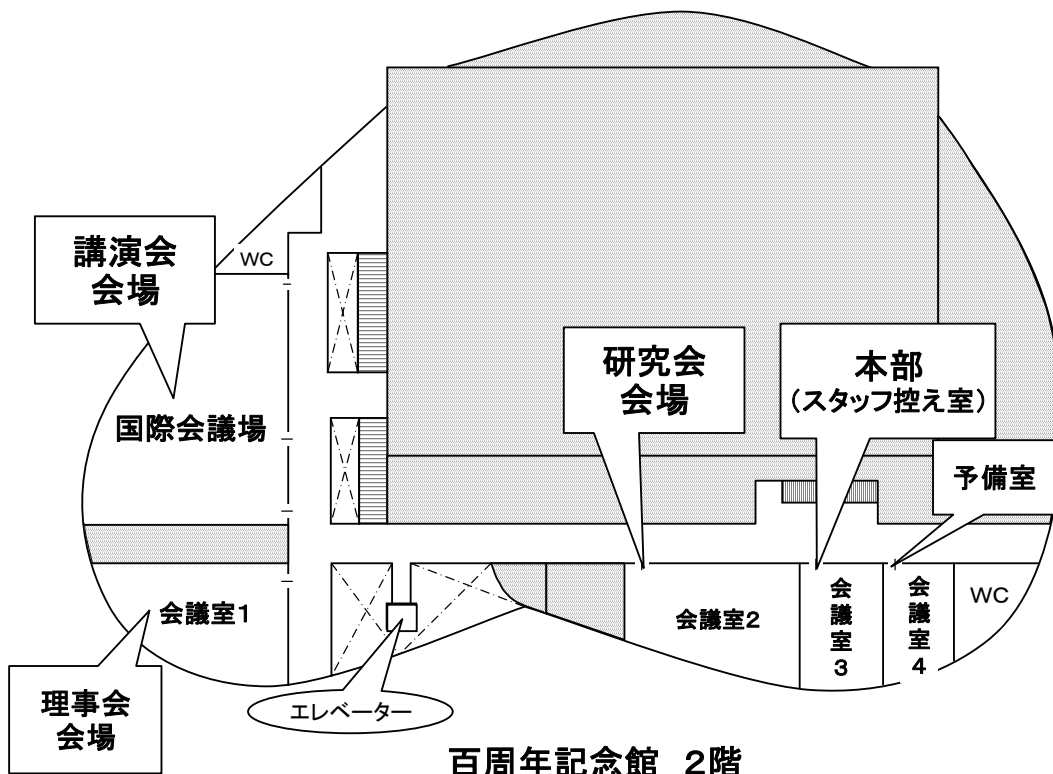 講演会
会場
WC
国際会議場
研究会
会場
本部
(スタッフ控え室)
予備室
会議室1
会議室2
会議室3
会議室4
WC
理事会
会場
エレベーター
百周年記念館 2階